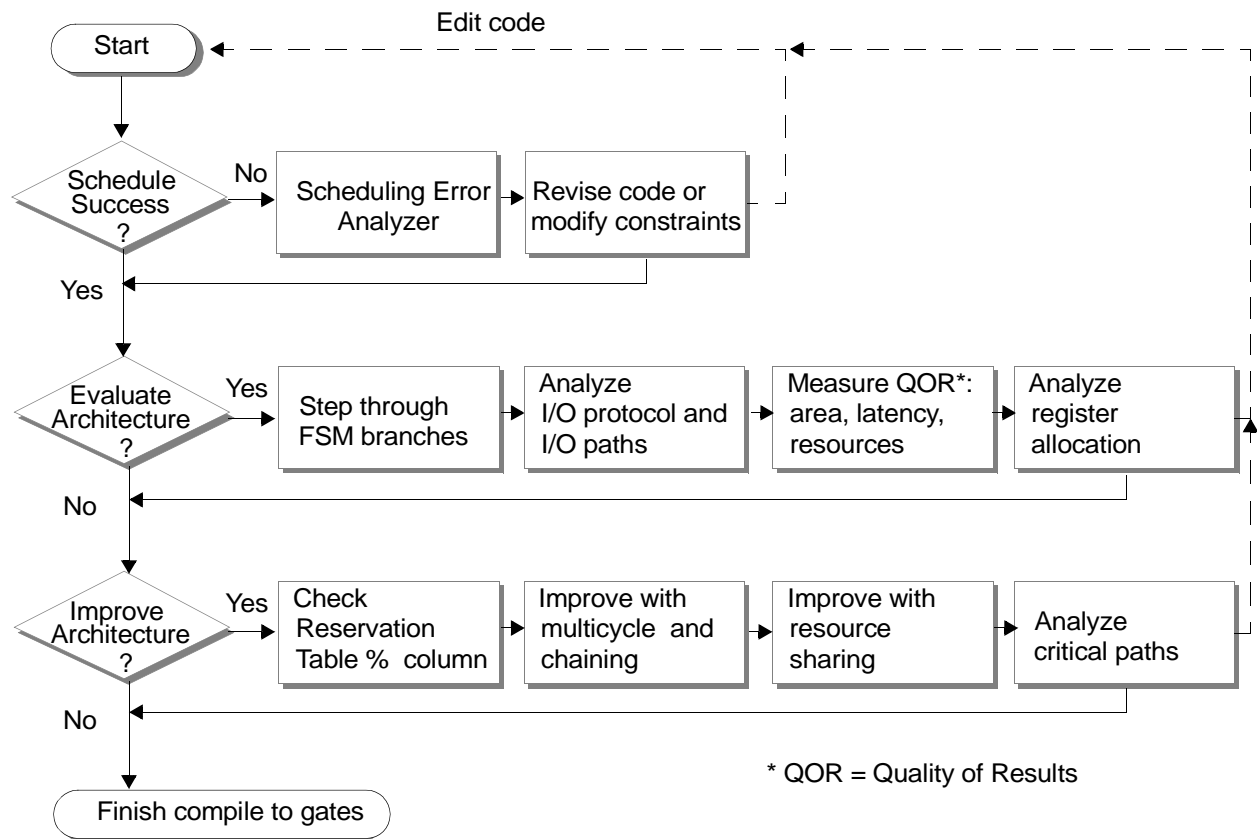 Edit code
Start
Schedule
Success
?
No
Scheduling Error
Analyzer
Revise code or
modify constraints
Yes
Evaluate
Architecture
?
Yes
Step through
FSM branches
Analyze
I/O protocol and
I/O paths
Measure QOR*:
area, latency,
resources
Analyze
register
allocation
No
Improve
Architecture
?
Yes
Check
Reservation
Table % column
Improve with
multicycle and
chaining
Improve with
resource
sharing
Analyze
critical paths
No
* QOR = Quality of Results
Finish compile to gates